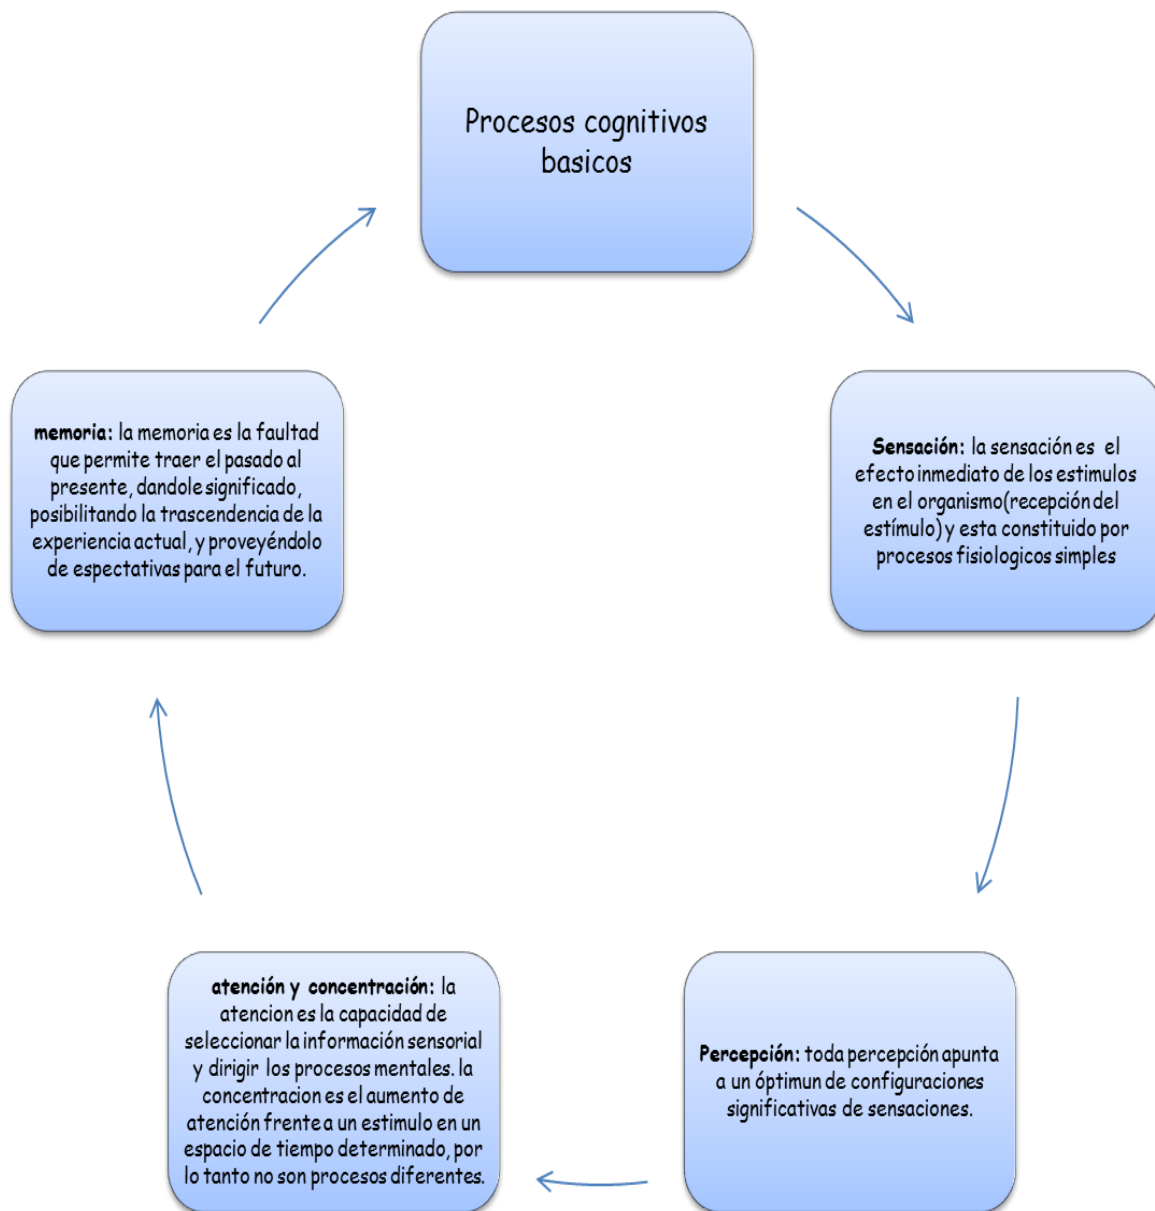 Procesos cognitivos
basicos
Sensación: la sensación es el
efecto inmediato de los estimulos
en el organismo(recepción del
estímulo) y esta constituido por
procesos fisiologicos simples
Percepción: toda percepción apunta
a un óptimun de configuraciones
significativas de sensaciones.
atención y concentración: la
atencion es la capacidad de
seleccionar la información sensorial
y dirigir los procesos mentales. la
concentracion es el aumento de
atención frente a un estimulo en un
espacio de tiempo determinado, por
lo tanto no son procesos diferentes.
memoria: la memoria es la faultad
que permite traer el pasado al
presente, dandole significado,
posibilitando la trascendencia de la
experiencia actual, y proveyéndolo
de espectativas para el futuro.